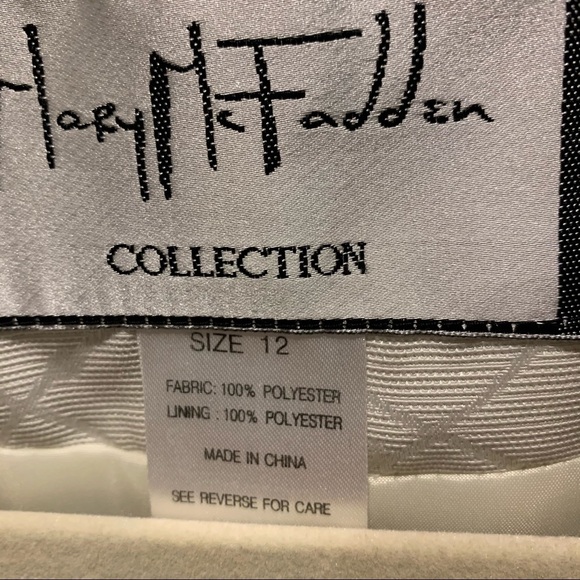 Mary McFadden
COLLECTION
SIZE 12
FABRIC: 100% POLYESTER
LINING : 100% POLYESTER
MADE IN CHINA
SEE REVERSE FOR CARE